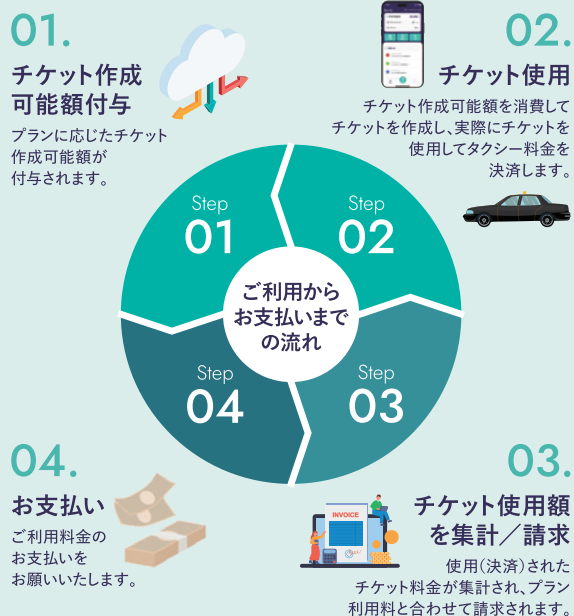 01.
チケット作成
可能額付与
プランに応じたチケット
作成可能額が
付与されます。
02.
チケット使用
チケット作成可能額を消費して
チケットを作成し、実際にチケットを
使用してタクシー料金を
決済します。
Step
01
Step
02
ご利用から
お支払いまで
の流れ
Step
04
Step
03
03.
チケット使用額
を集計／請求
使用（決済）された
チケット料金が集計され、プラン
利用料と合わせて請求されます。
INVOICE
04.
お支払い
ご利用料金の
お支払いを
お願いいたします。